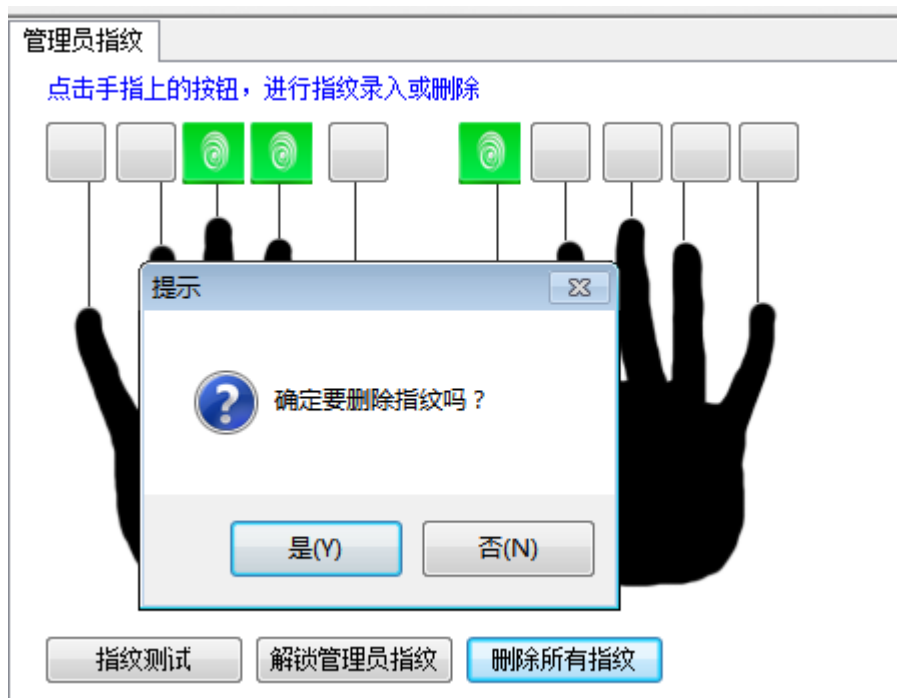 管理员指纹
点击手指上的按钮，进行指纹录入或删除
提示
确定要删除指纹吗？
是(Y)
否(N)
指纹测试
解锁管理员指纹
删除所有指纹